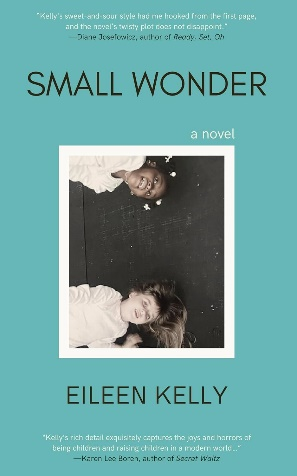 "Kelly's sweet-and-sour style had me hooked from the first page,
and the novel's twisty plot does not disappoint."
—Diane Josefowitz, author of Ready, Set, Oh
SMALL WONDER
a novel
EILEEN KELLY
"Kelly's rich detail exquisitely captures the joys and horrors of
being children and raising children in a modern world..."
—Karen Lee Boren, author of Secret Waltz